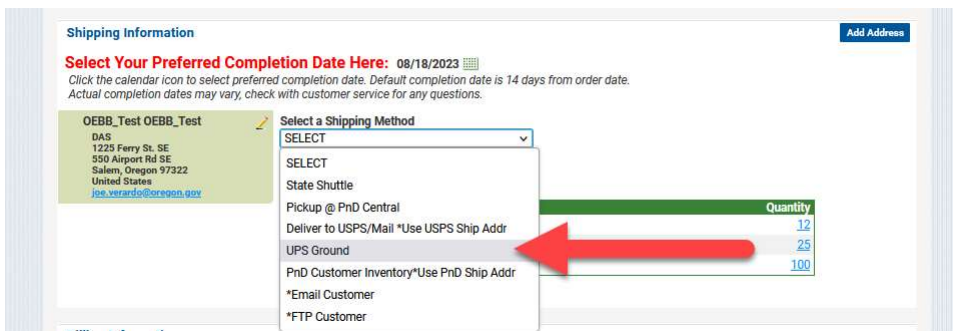 Shipping Information
Add Address
Select Your Preferred Completion Date Here: 08/18/2023
Click the calendar icon to select preferred completion date. Default completion date is 14 days from order date.
Actual completion dates may vary, check with customer service for any questions.
OEBB_Test OEBB_Test
DAS
1225 Ferry St. SE
550 Airport Rd SE
Salem, Oregon 97322
United States
joe.verardo@oregon.gov
Select a Shipping Method
SELECT
SELECT
State Shuttle
Pickup @ PnD Central
Deliver to USPS/Mail *Use USPS Ship Addr
UPS Ground
PnD Customer Inventory*Use PnD Ship Addr
*Email Customer
*FTP Customer
Quantity
12
25
100